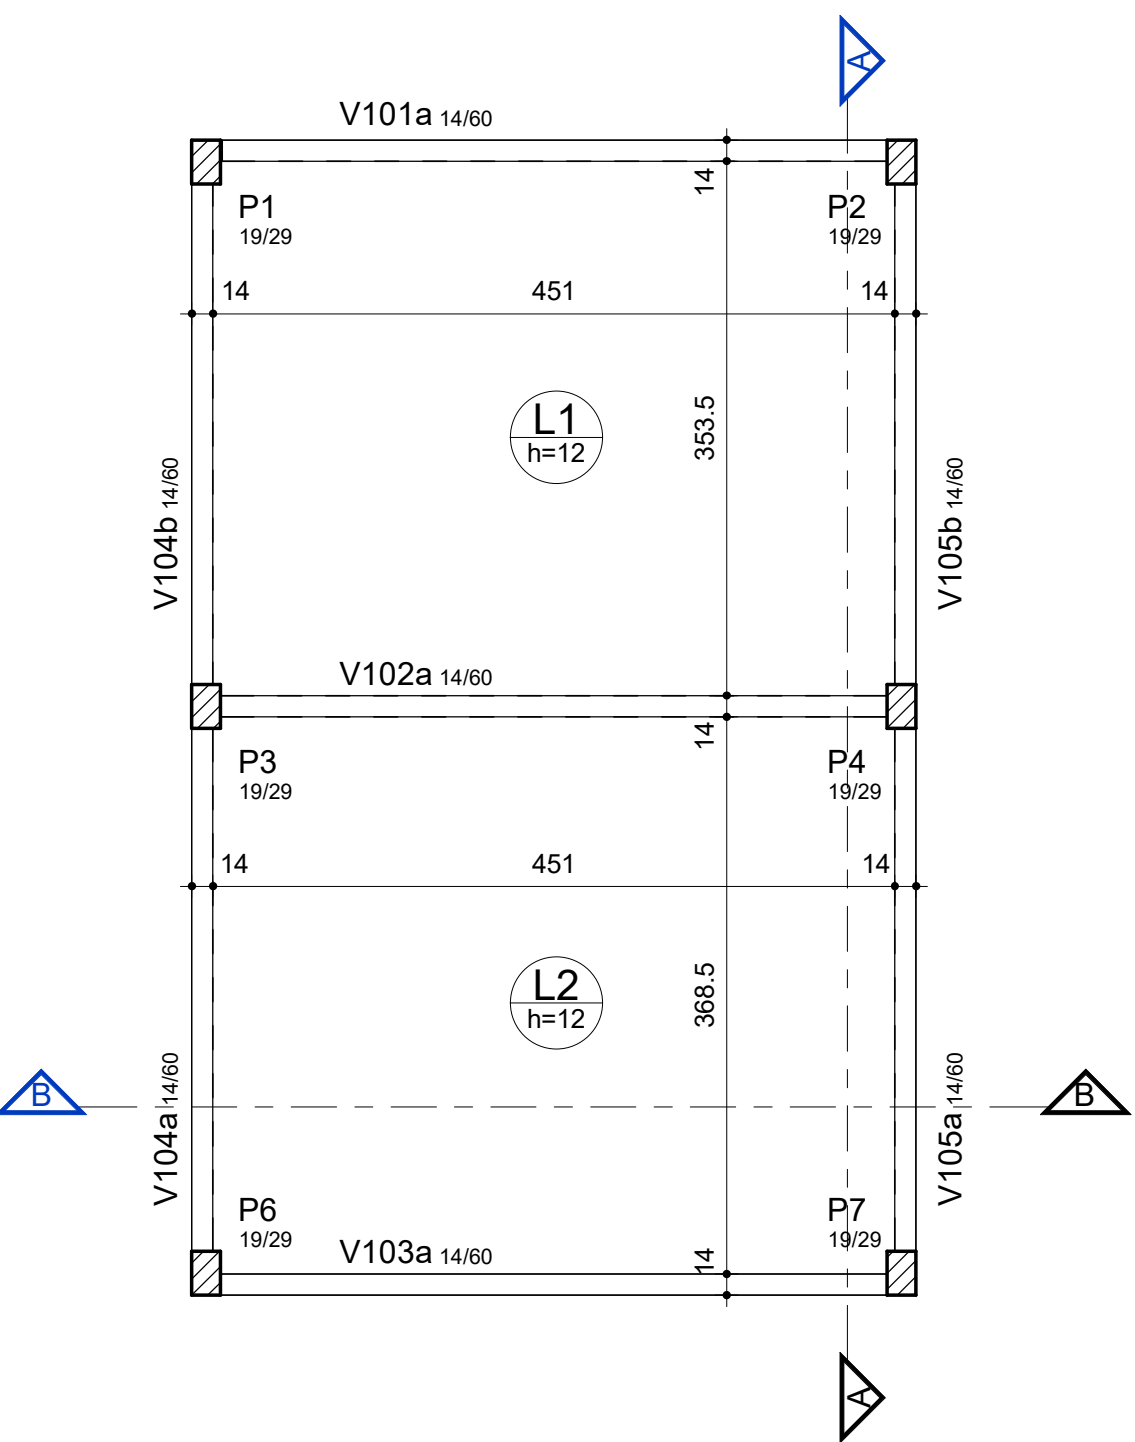 A
V101a 14/60
14
P1
19/29
P2
19/29
14
451
14
L1
h=12
353.5
V104b 14/60
V105b 14/60
V102a 14/60
14
P3
19/29
P4
19/29
14
451
14
L2
h=12
368.5
V104a 14/60
V105a 14/60
B
B
P6
19/29
P7
19/29
V103a 14/60
14
A